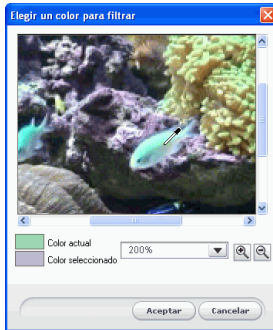 Elegir un color para filtrar
Color actual
Color seleccionado
200%
Aceptar
Cancelar